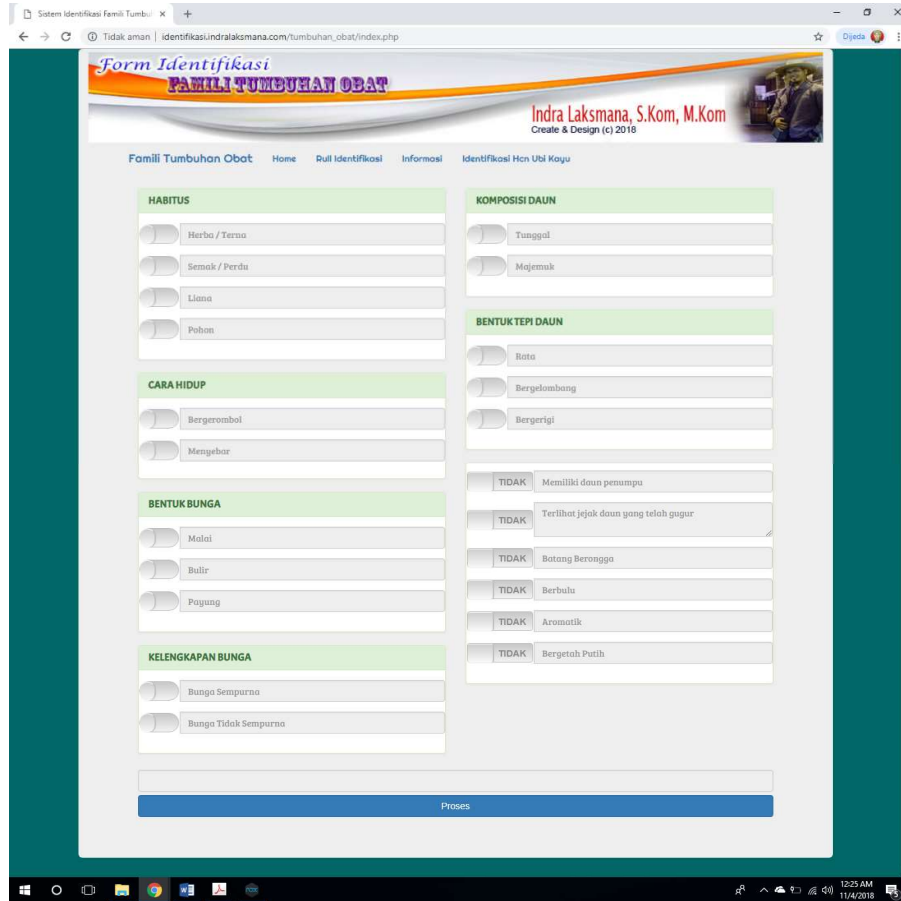 Sistem Identifikasi Famili Tumbuh
Dijeda
Tidak aman | identifikasi.indralaksmana.com/tumbuhan_obat/index.php
Form Identifikasi
FAMILI TUMBUHAN OBAT
Indra Laksmana, S.Kom, M.Kom
Create & Design (c) 2018
Famili Tumbuhan Obat Home Rull Identifikasi Informasi Identifikasi Hcn Ubi Kayu
HABITUS
Herba / Terna
Semak / Perdu
Liana
Pohon
CARA HIDUP
Bergerombol
Menyebar
BENTUK BUNGA
Malai
Bulir
Payung
KELENGKAPAN BUNGA
Bunga Sempurna
Bunga Tidak Sempurna
KOMPOSISI DAUN
Tunggal
Majemuk
BENTUK TEPI DAUN
Rata
Bergelombang
Bergerigi
TIDAK Memiliki daun penumpu
TIDAK Terlihat jejak daun yang telah gugur
TIDAK Batang Berongga
TIDAK Berbulu
TIDAK Aromatik
TIDAK Bergetah Putih
Proses
12:25 AM
11/4/2018